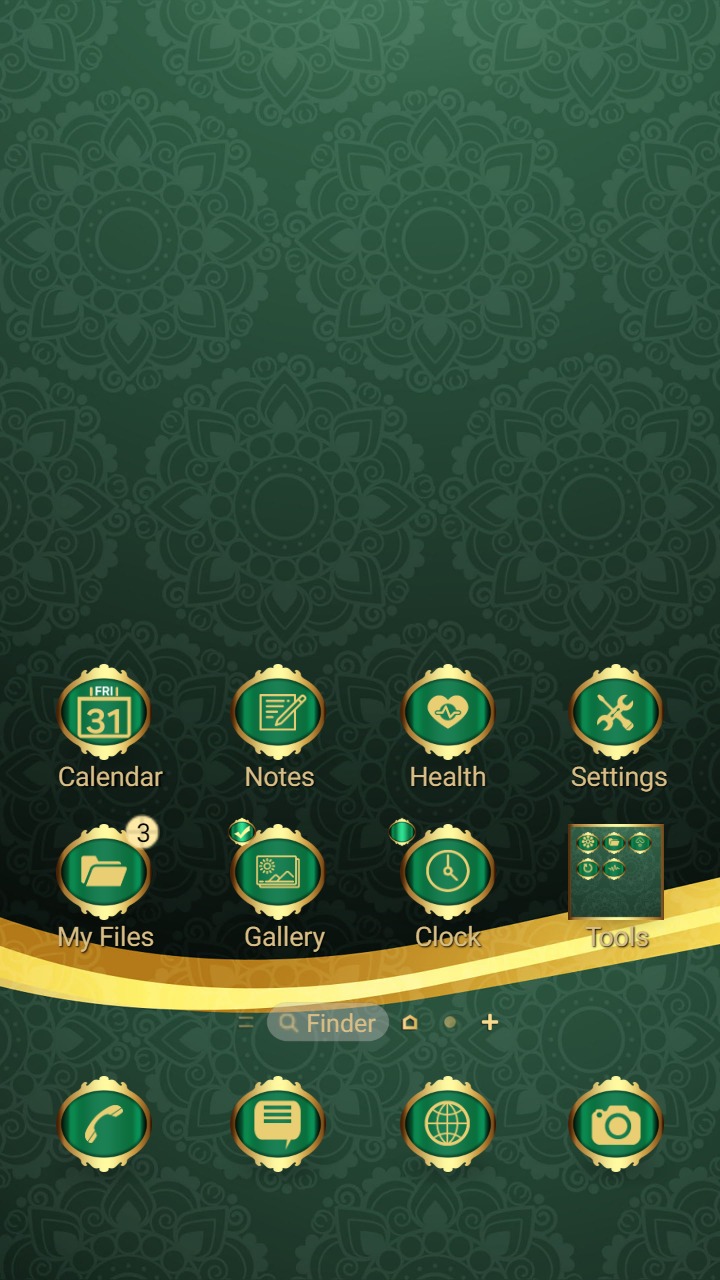 FRI
31
Calendar
Notes
Health
Settings
3
My Files
Gallery
Clock
Tools
Finder